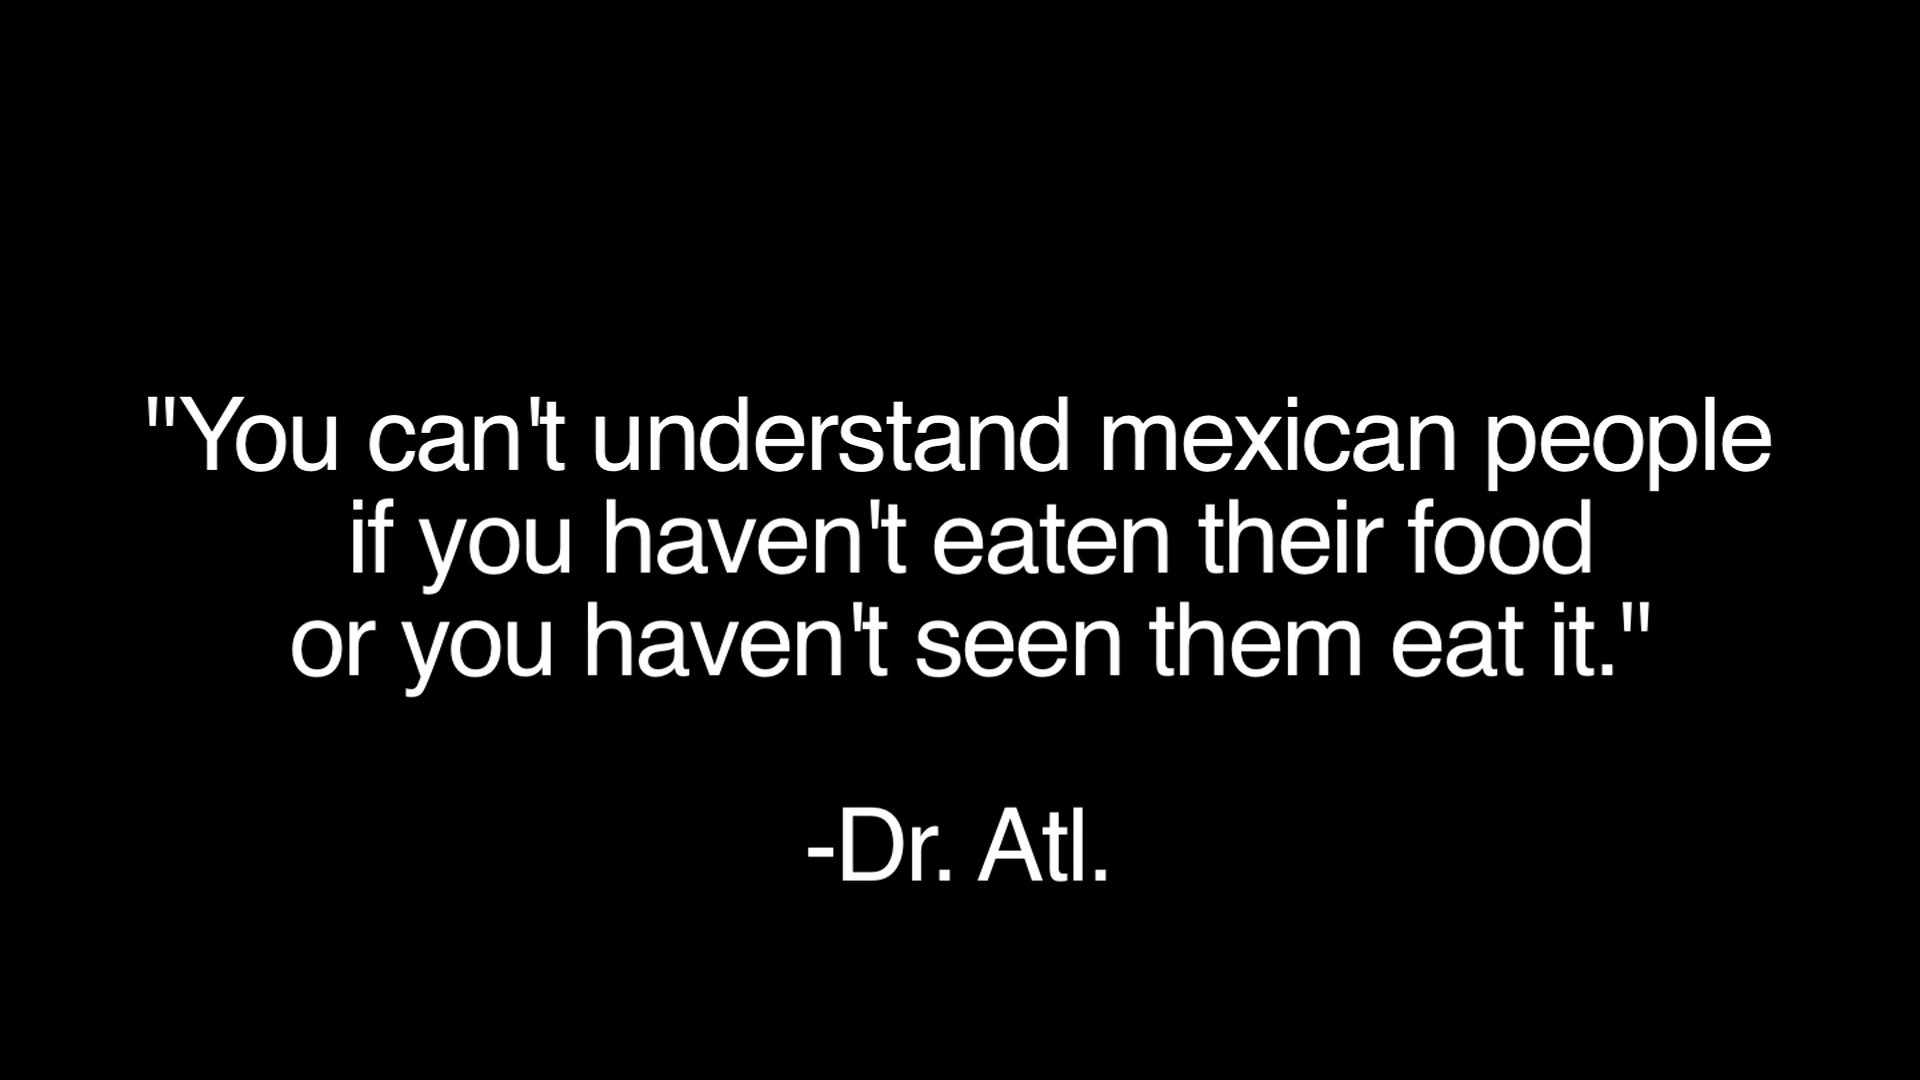 "You can't understand mexican people
if you haven't eaten their food
or you haven't seen them eat it."
-Dr. Atl.